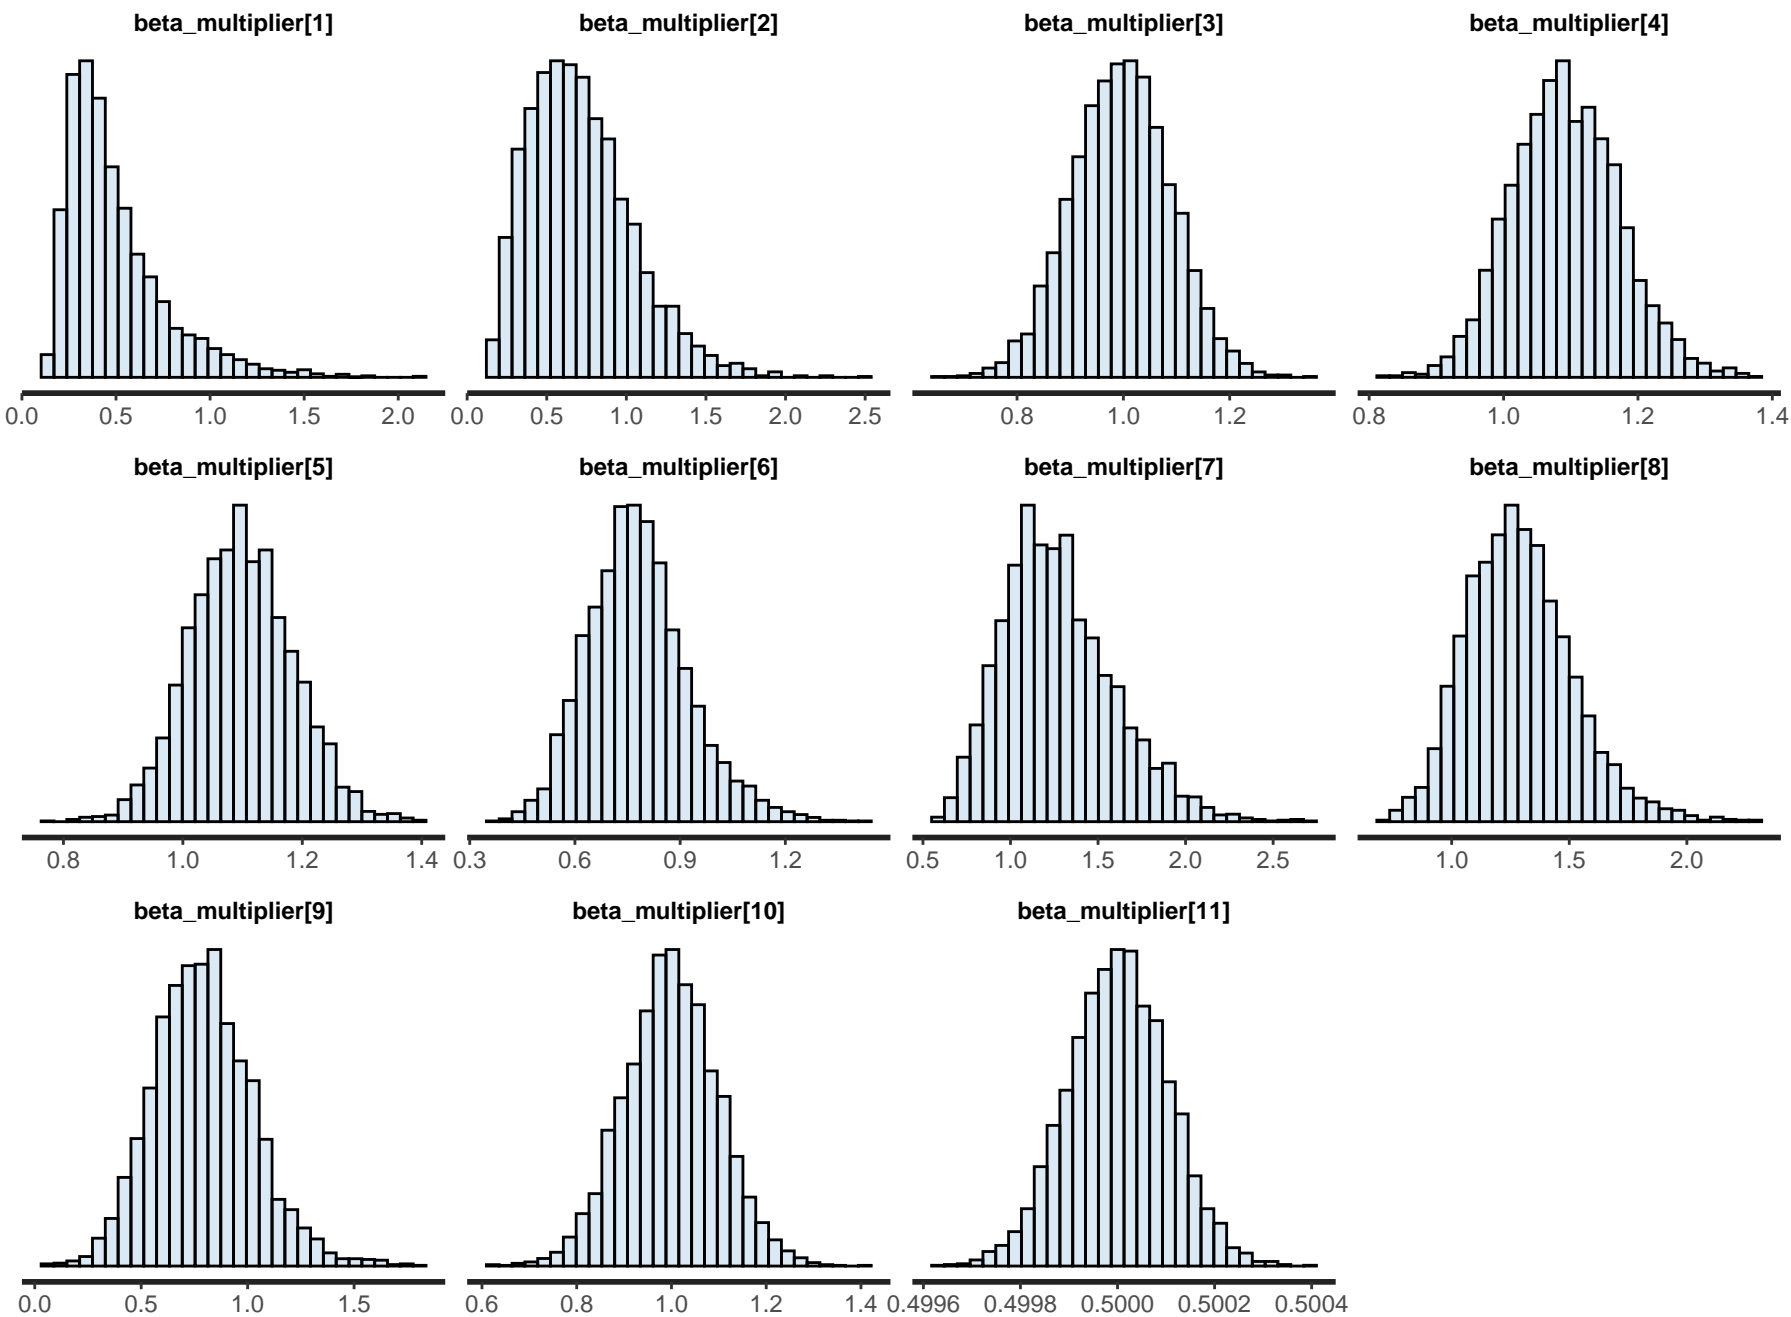 beta_multiplier[1] beta_multiplier[2] beta_multiplier[3] beta_multiplier[4]
0.0 0.5 1.0 1.5 2.0 0.0 0.5 1.0 1.5 2.0 2.5 0.8 1.0 1.2 0.8 1.0 1.2 1.4
beta_multiplier[5] beta_multiplier[6] beta_multiplier[7] beta_multiplier[8]
0.8 1.0 1.2 1.4 0.3 0.6 0.9 1.2 0.5 1.0 1.5 2.0 2.5 1.0 1.5 2.0
beta_multiplier[9] beta_multiplier[10] beta_multiplier[11]
0.0 0.5 1.0 1.5 0.6 0.8 1.0 1.2 1.4 0.4996 0.4998 0.5000 0.5002 0.5004